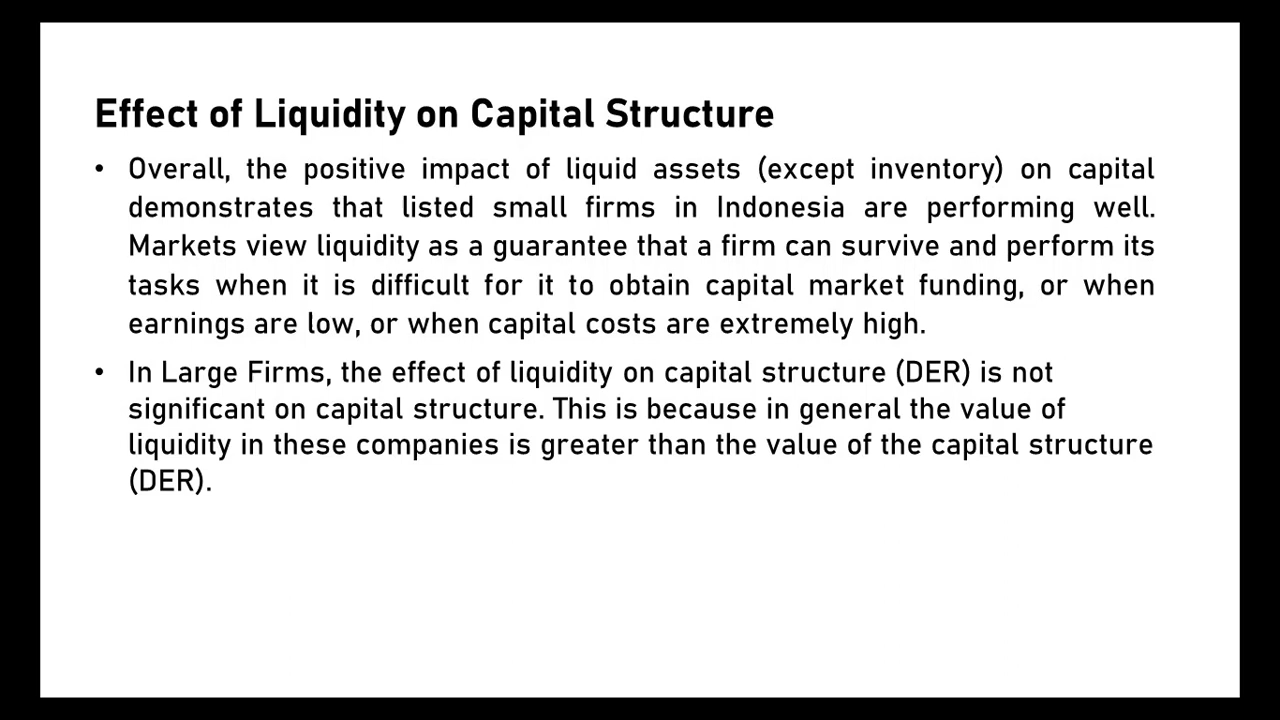 Effect of Liquidity on Capital Structure
• Overall, the positive impact of liquid assets (except inventory) on capital
demonstrates that listed small firms in Indonesia are performing well.
Markets view liquidity as a guarantee that a firm can survive and perform its
tasks when it is difficult for it to obtain capital market funding, or when
earnings are low, or when capital costs are extremely high.
• In Large Firms, the effect of liquidity on capital structure (DER) is not
significant on capital structure. This is because in general the value of
liquidity in these companies is greater than the value of the capital structure
(DER).